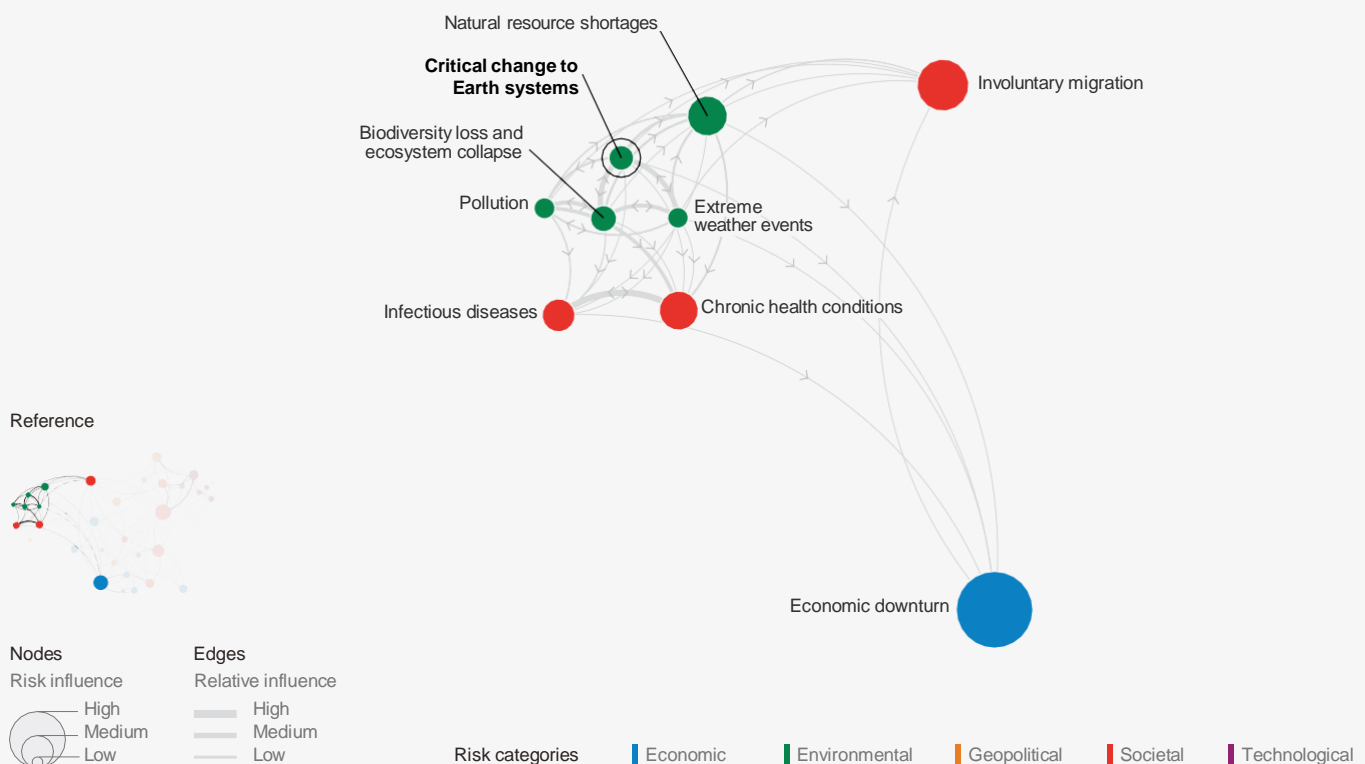 Natural resource shortages
Critical change to
Earth systems
Involuntary migration
Biodiversity loss and
ecosystem collapse
Pollution
Extreme
weather events
Infectious diseases
Chronic health conditions
Reference
Economic downturn
Nodes
Risk influence
High
Medium
Low
Edges
Relative influence
High
Medium
Low
Risk categories
Economic
Environmental
Geopolitical
Societal
Technological